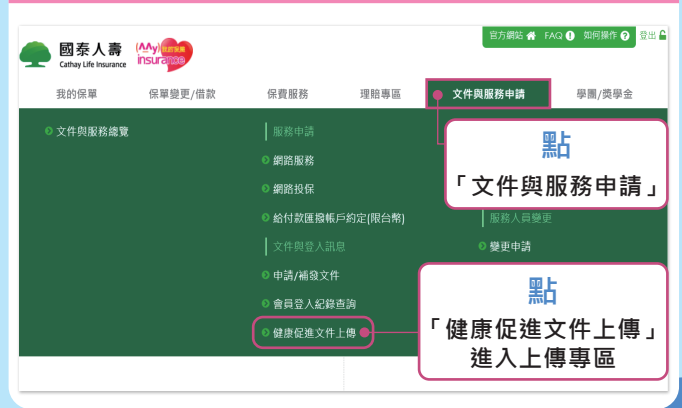 官方網站 FAQ 如何操作 登出
國泰人壽
Cathay Life Insurance
(My)我的保險
insurance
我的保單 保單變更/借款 保費服務 理賠專區 文件與服務申請 學團/獎學金
文件與服務總覽
服務申請
網路服務
網路投保
給付款匯撥帳戶約定(限台幣)
文件與登入訊息
申請/補發文件
會員登入紀錄查詢
健康促進文件上傳
服務人員變更
變更申請
點
「文件與服務申請」
點
「健康促進文件上傳」
進入上傳專區